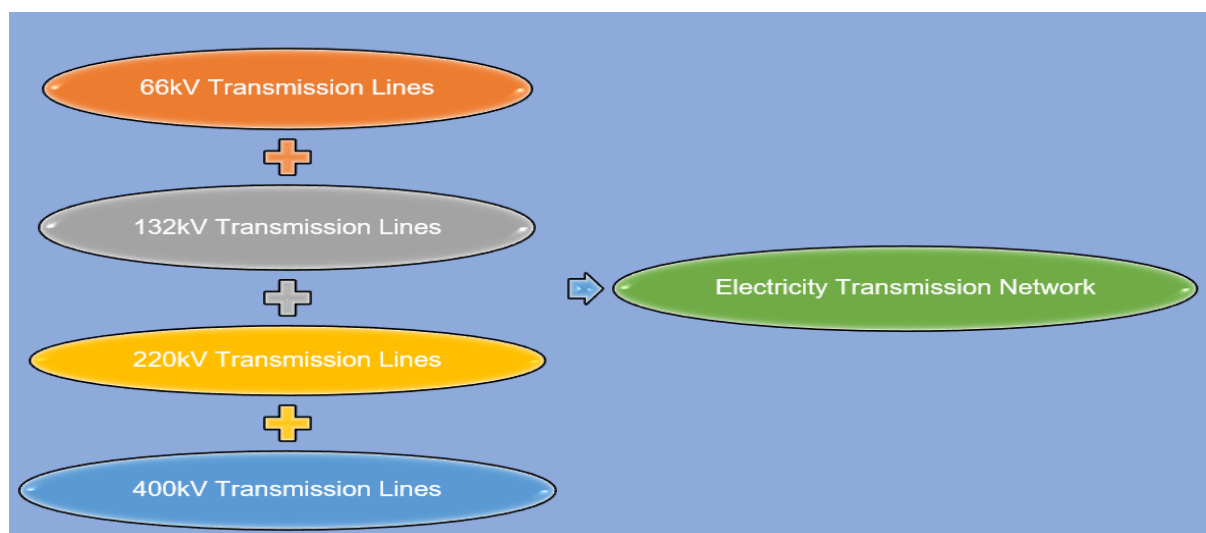 66kV Transmission Lines
132kV Transmission Lines
220kV Transmission Lines
400kV Transmission Lines
Electricity Transmission Network